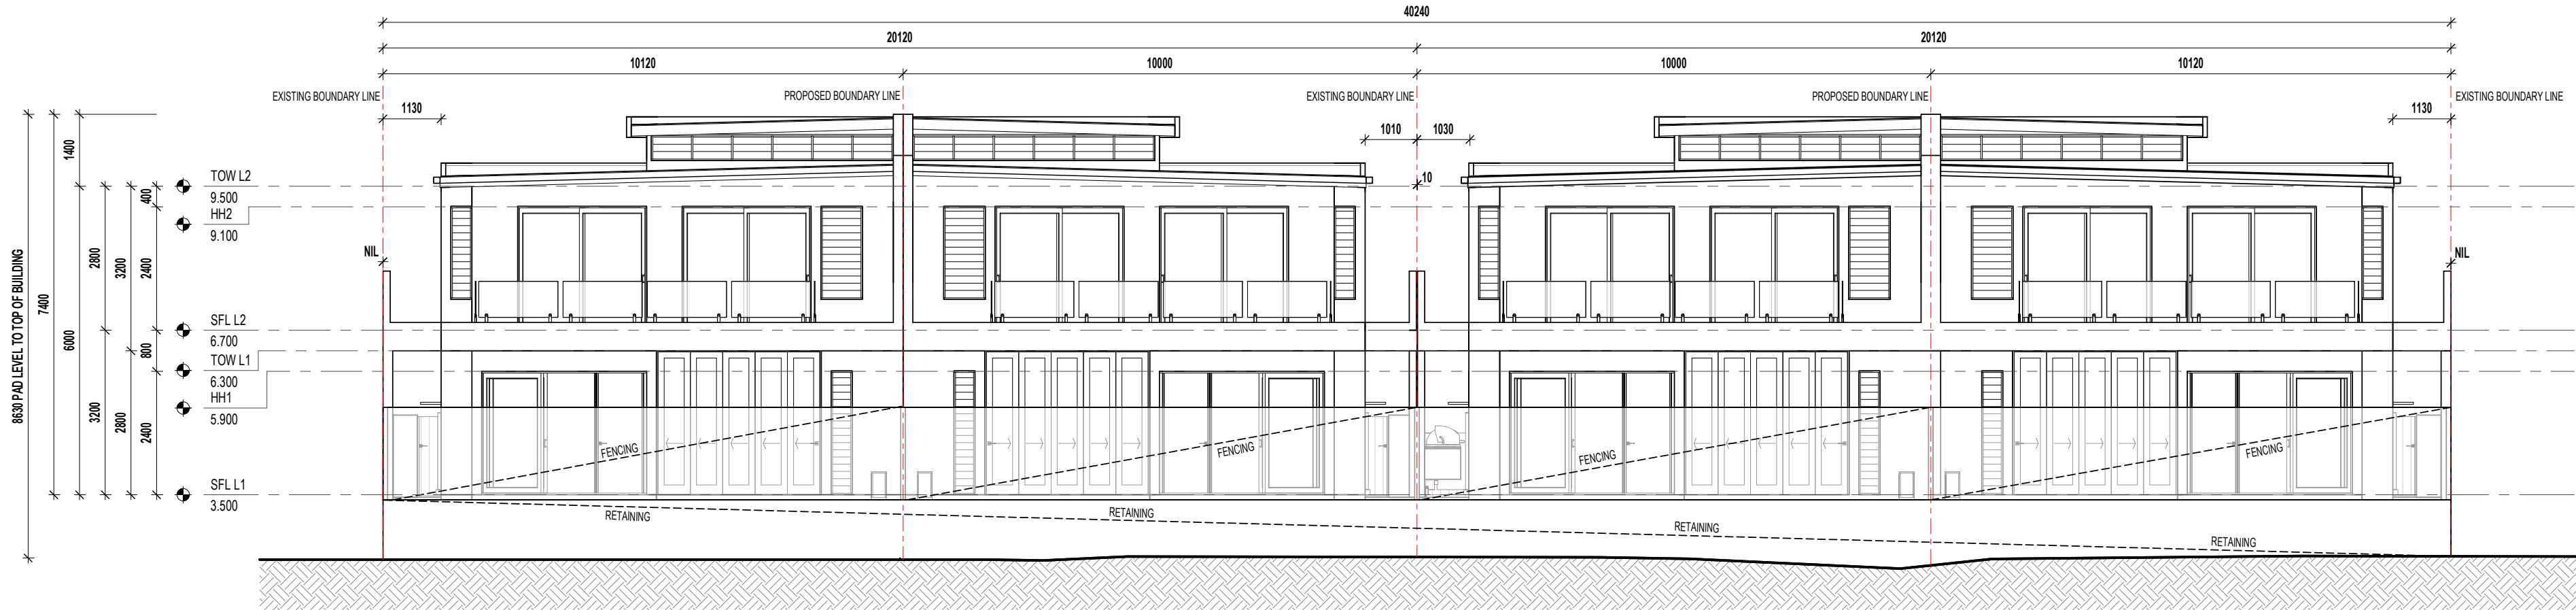 40240
20120
20120
10120
10000
10000
10120
EXISTING BOUNDARY LINE
PROPOSED BOUNDARY LINE
EXISTING BOUNDARY LINE
PROPOSED BOUNDARY LINE
EXISTING BOUNDARY LINE
1130
1010
1030
1130
10
NIL
NIL
8630 PAD LEVEL TO TOP OF BUILDING
7400
1400
6000
2800
3200
3200
2800
400
2400
800
2400
TOW L2
9.500
HH2
9.100
SFL L2
6.700
TOW L1
6.300
HH1
5.900
SFL L1
3.500
FENCING
FENCING
FENCING
FENCING
RETAINING
RETAINING
RETAINING
RETAINING